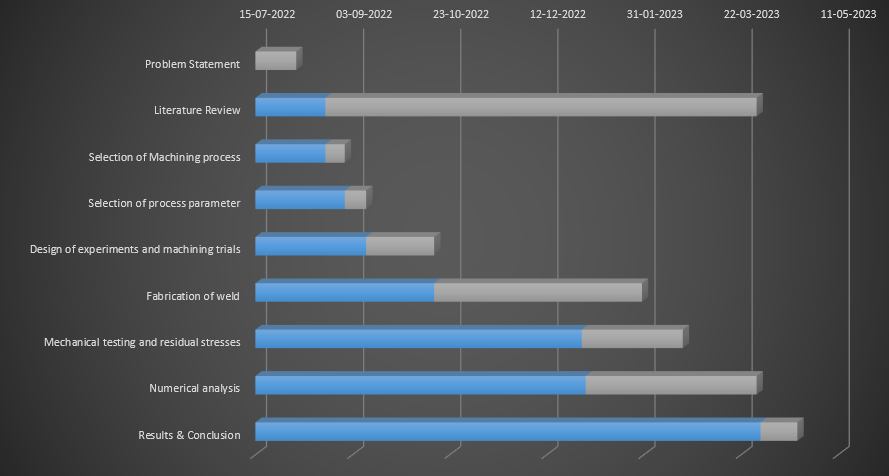 15-07-2022 03-09-2022 23-10-2022 12-12-2022 31-01-2023 22-03-2023 11-05-2023
Problem Statement
Literature Review
Selection of Machining process
Selection of process parameter
Design of experiments and machining trials
Fabrication of weld
Mechanical testing and residual stresses
Numerical analysis
Results & Conclusion